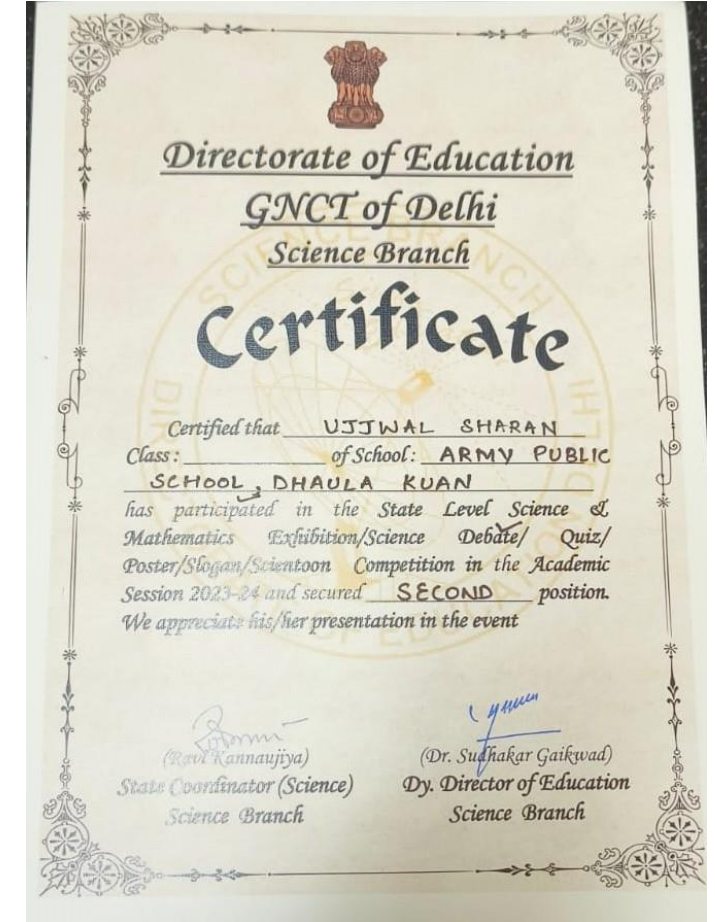 Directorate of Education
GNCT of Delhi
Science Branch
Certificate
Certified that UJJWAL SHARAN
Class: of School: ARMY PUBLIC
SCHOOL, DHAULA KUAN
has participated in the State Level Science &
Mathematics Exhibition/Science Debate/ Quiz/
Poster/Slogan/Scientoon Competition in the Academic
Session 2023-24 and secured SECOND position.
We appreciate his/her presentation in the event
(Ravi Kannaujiya) (Dr. Sudhakar Gaikwad)
State Coordinator (Science) Dy. Director of Education
Science Branch Science Branch